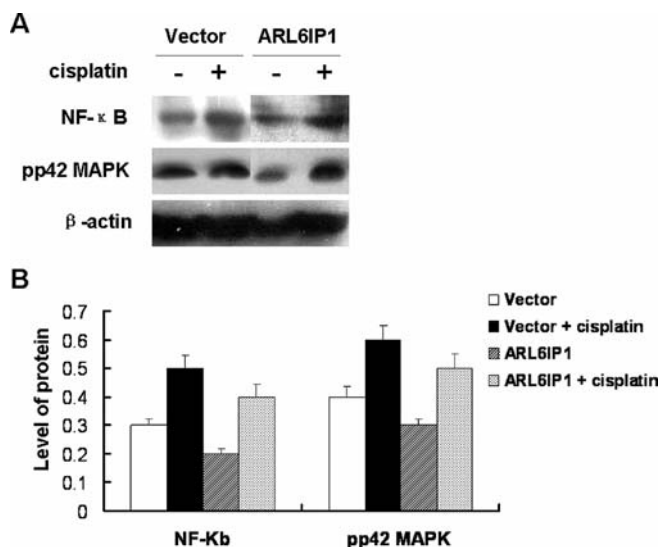 A
Vector ARL6IP1
cisplatin - + - +
NF-κ B
pp42 MAPK
β-actin
B
Level of protein
0.7
0.6
0.5
0.4
0.3
0.2
0.1
0
NF-Kb pp42 MAPK
Vector
Vector + cisplatin
ARL6IP1
ARL6IP1 + cisplatin